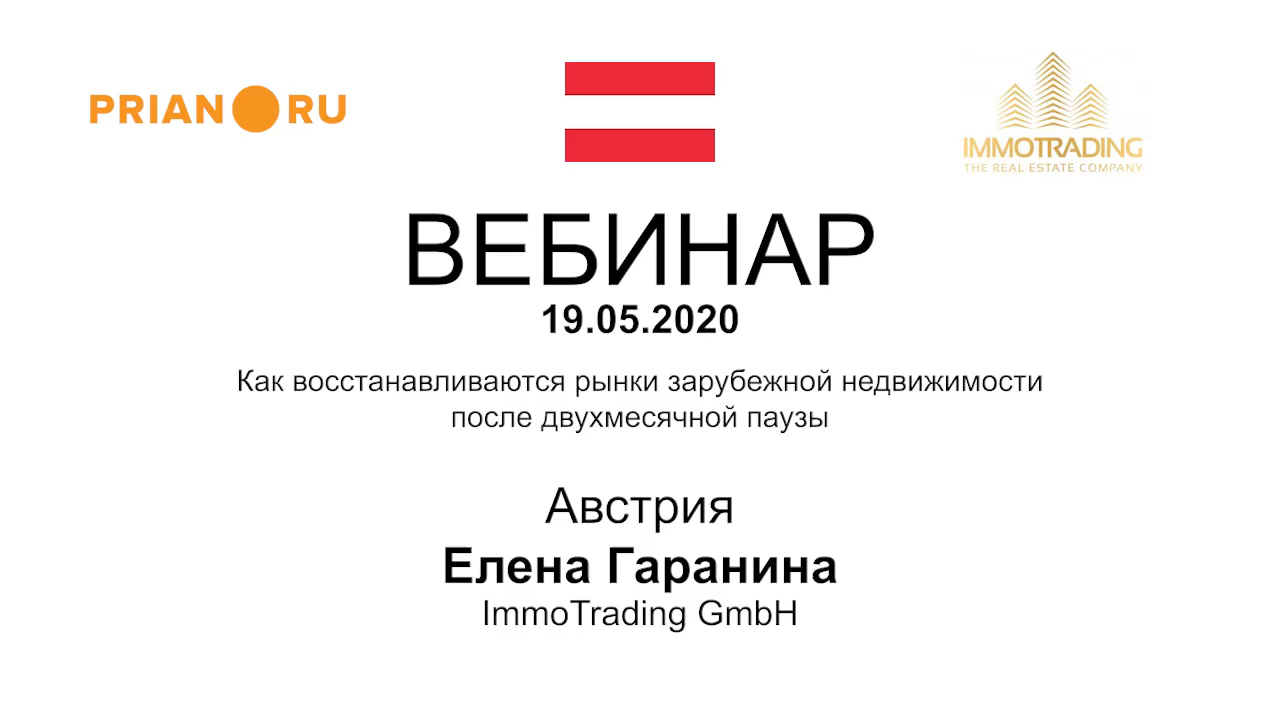 PRIAN RU
IMMOTRADING
THE REAL ESTATE COMPANY
ВЕБИНАР
19.05.2020
Как восстанавливаются рынки зарубежной недвижимости
после двухмесячной паузы
Австрия
Елена Гаранина
ImmoTrading GmbH